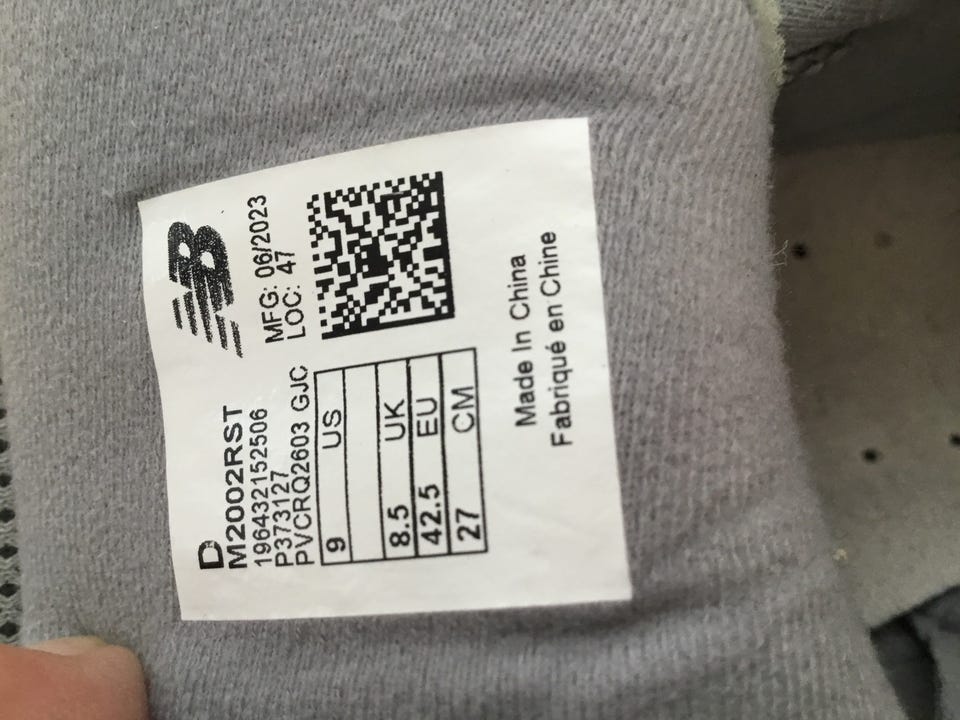 D
M2002RST
196432152506
P373127
PVCRQ2603 GJC
NB
MFG: 06/2023
LOC: 47
9 US
8.5 UK
42.5 EU
27 CM
Made In China
Fabriqué en Chine